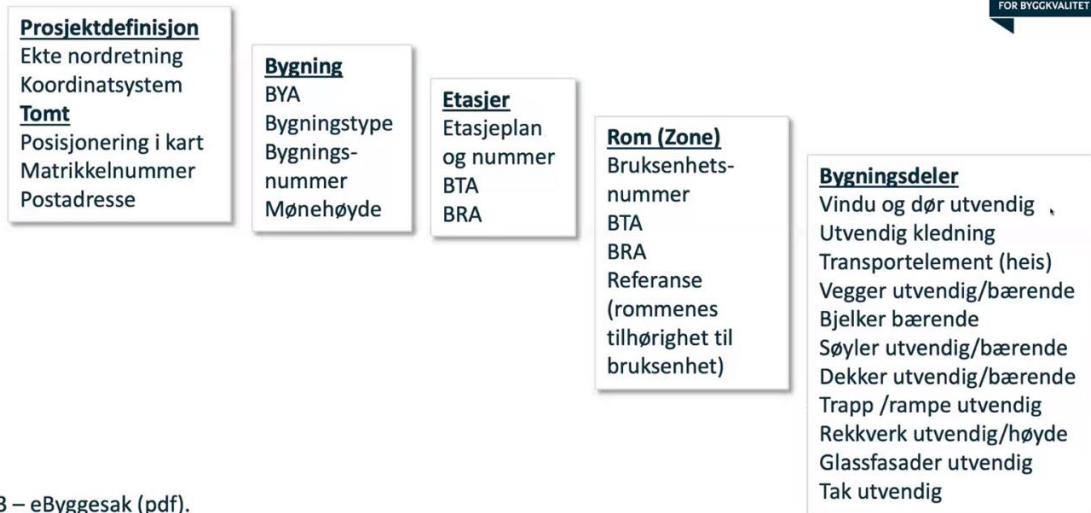 FOR BYGGKVALITET
Prosjektdefinisjon
Ekte nordretning
Koordinatsystem
Tomt
Posisjonering i kart
Matrikkelnummer
Postadresse
Bygning
BYA
Bygningstype
Bygnings-
nummer
Mønehøyde
Etasjer
Etasjeplan
og nummer
BTA
BRA
Rom (Zone)
Bruksenhets-
nummer
BTA
BRA
Referanse
(rommenes
tilhørighet til
bruksenhet)
Bygningsdeler
Vindu og dør utvendig
Utvendig kledning
Transportelement (heis)
Vegger utvendig/bærende
Bjelker bærende
Søyler utvendig/bærende
Dekker utvendig/bærende
Trapp /rampe utvendig
Rekkverk utvendig/høyde
Glassfasader utvendig
Tak utvendig
– eByggesak (pdf).